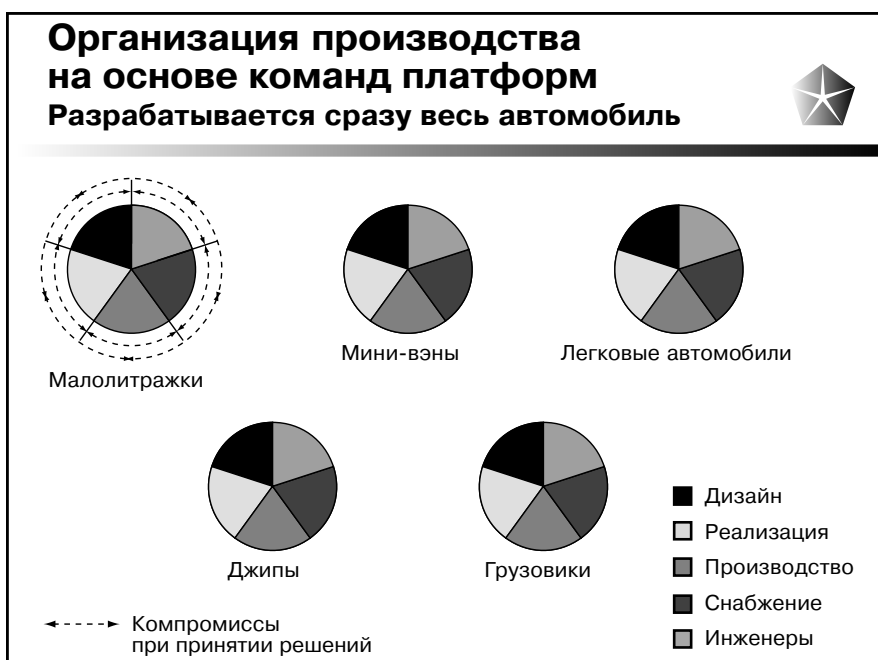 Организация производства
на основе команд платформ
Разрабатывается сразу весь автомобиль
Малолитражки
Мини-вэны
Легковые автомобили
Джипы
Грузовики
Дизайн
Реализация
Производство
Снабжение
Инженеры
Компромиссы
при принятии решений